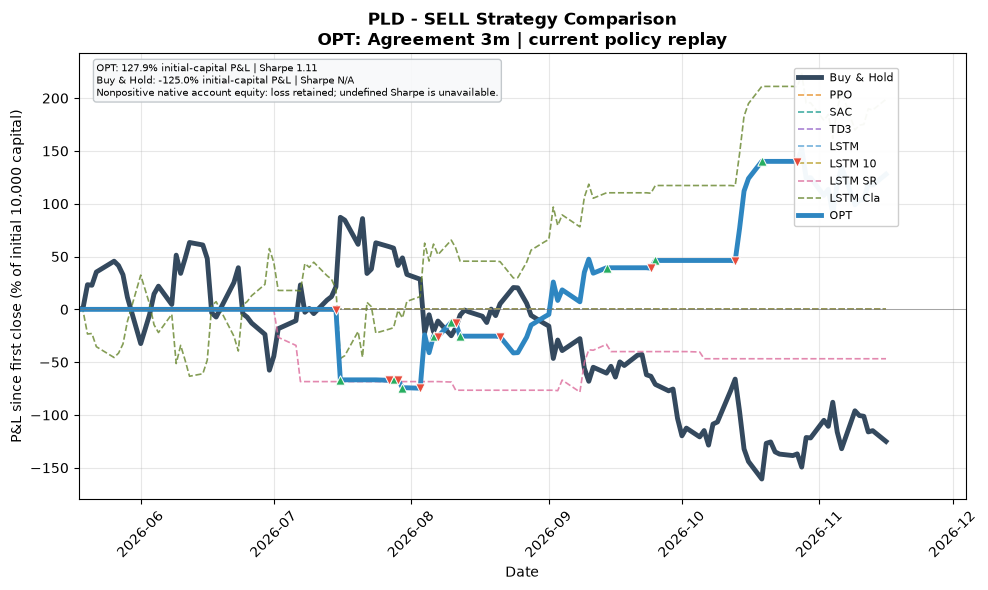 PLD - SELL Strategy Comparison
OPT: Agreement 3m | current policy replay
OPT: 127.9% initial-capital P&L | Sharpe 1.11
Buy & Hold: -125.0% initial-capital P&L | Sharpe N/A
Nonpositive native account equity: loss retained; undefined Sharpe is unavailable.
Buy & Hold
PPO
SAC
TD3
LSTM
LSTM 10
LSTM SR
LSTM Cla
OPT
P&L since first close (% of initial 10,000 capital)
200
150
100
50
0
−50
−100
−150
2026-06
2026-07
2026-08
2026-09
2026-10
2026-11
2026-12
Date